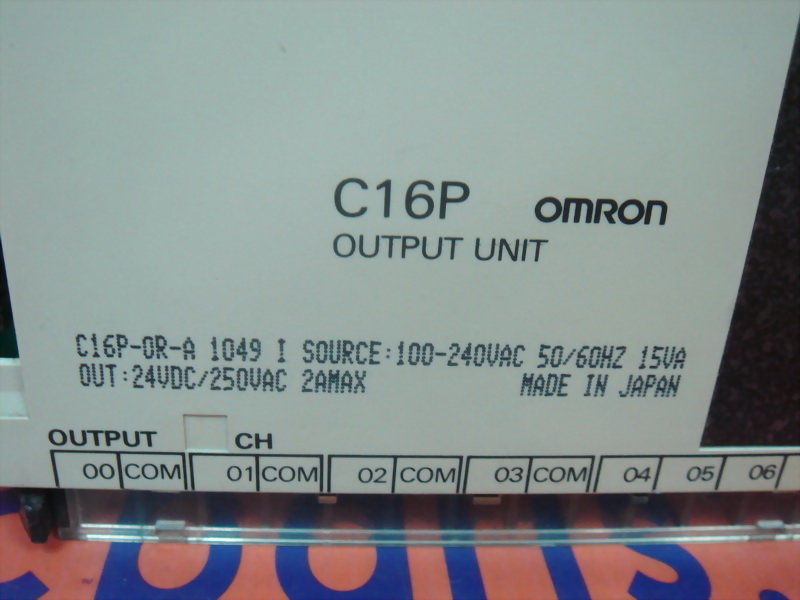 C16P OMRON
OUTPUT UNIT
C16P-OR-A 1049 I SOURCE:100-240VAC 50/60HZ 15VA
OUT:24VDC/250VAC 2AMAX MADE IN JAPAN
OUTPUT CH
00 COM 01 COM 02 COM 03 COM 04 05 06